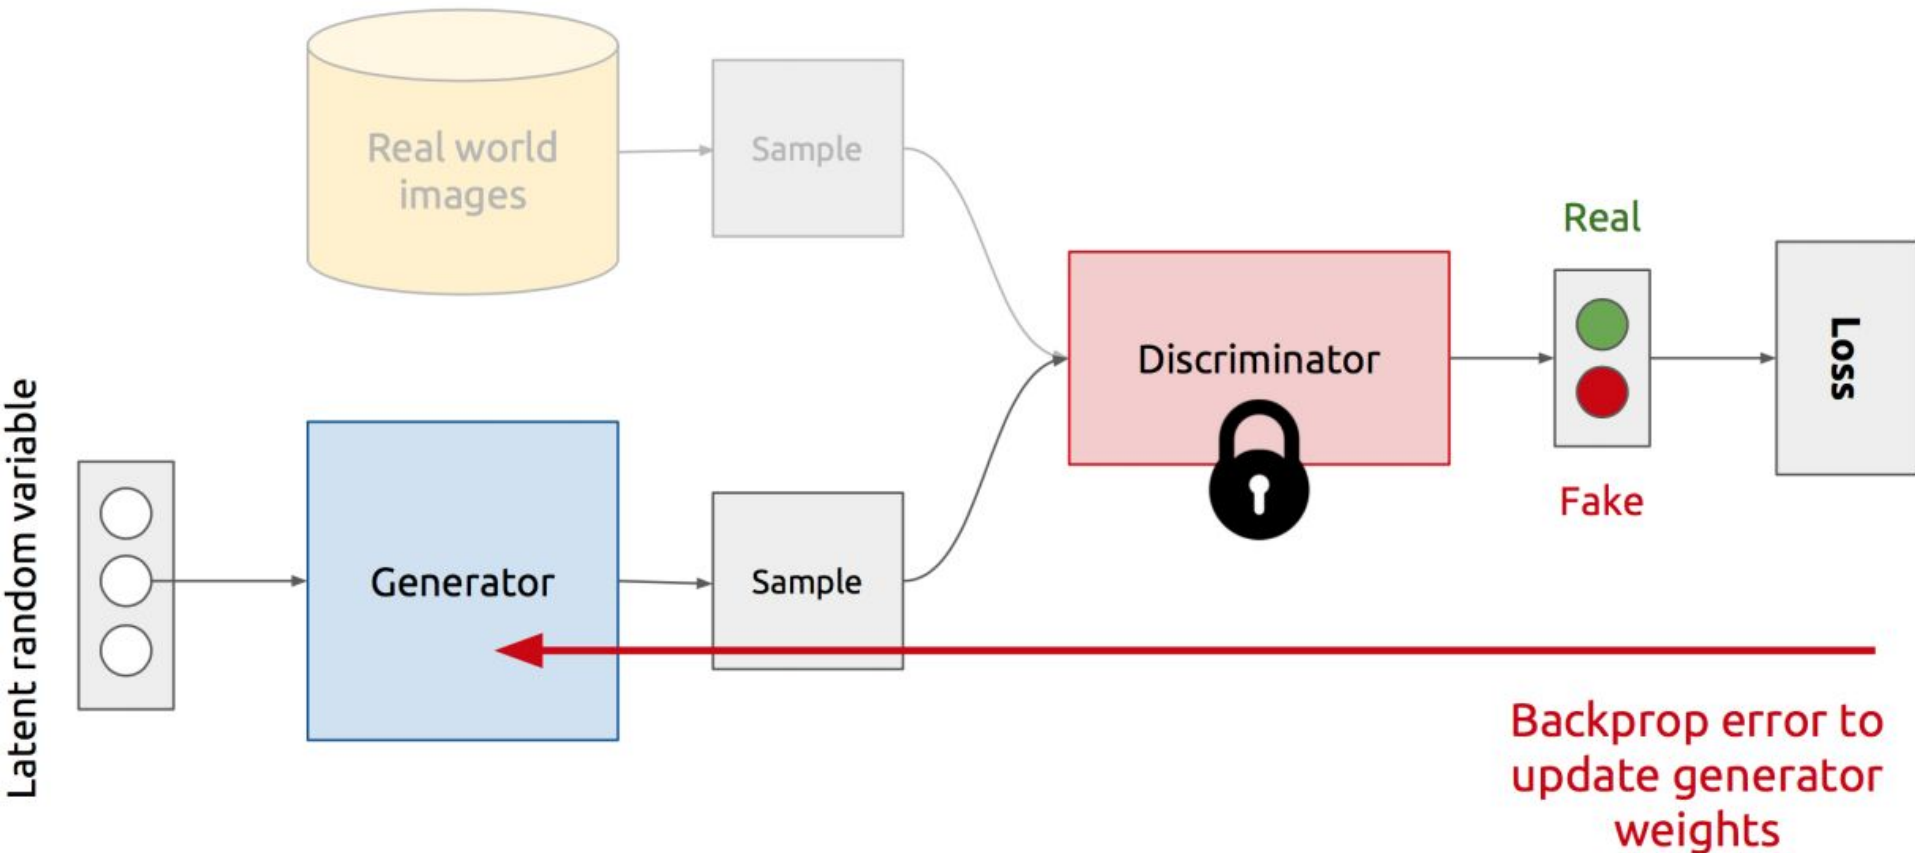 Real world
images
Sample
Real
Discriminator
Loss
Fake
Latent random variable
Generator
Sample
Backprop error to
update generator
weights